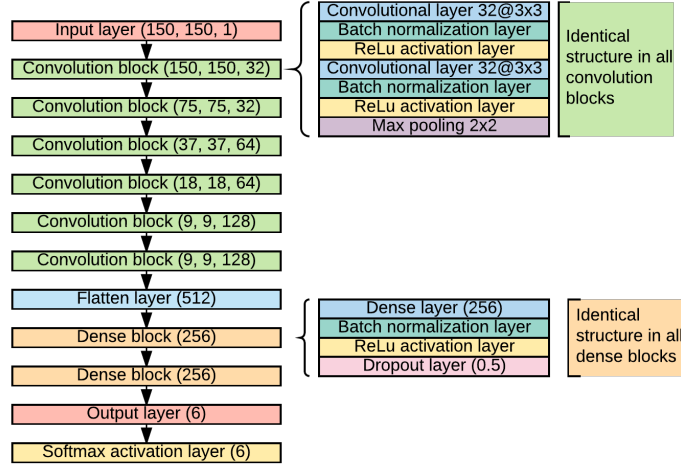 Input layer (150, 150, 1)
Convolution block (150, 150, 32)
Convolution block (75, 75, 32)
Convolution block (37, 37, 64)
Convolution block (18, 18, 64)
Convolution block (9, 9, 128)
Convolution block (9, 9, 128)
Flatten layer (512)
Dense block (256)
Dense block (256)
Output layer (6)
Softmax activation layer (6)
Convolutional layer 32@3x3
Batch normalization layer
ReLu activation layer
Convolutional layer 32@3x3
Batch normalization layer
ReLu activation layer
Max pooling 2x2
Identical
structure in all
convolution
blocks
Dense layer (256)
Batch normalization layer
ReLu activation layer
Dropout layer (0.5)
Identical
structure in all
dense blocks